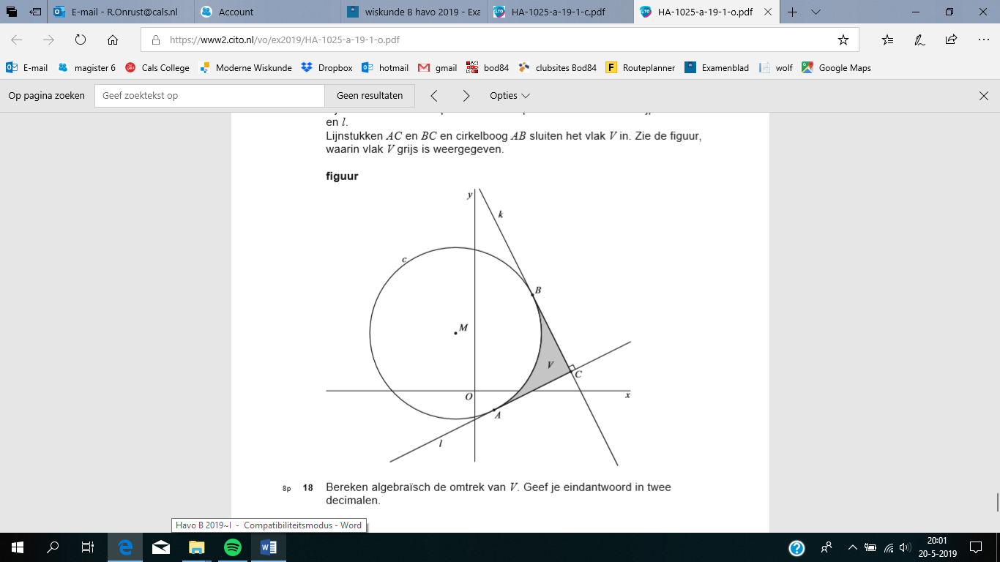 E-mail - R.Onrust@cals.nl
Account
wiskunde B havo 2019 - Exa
HA-1025-a-19-1-c.pdf
HA-1025-a-19-1-o.pdf
https://www2.cito.nl/vo/ex2019/HA-1025-a-19-1-o.pdf
E-mail
magister 6
Cals College
Moderne Wiskunde
Dropbox
hotmail
gmail
bod84
clubsites Bod84
Routeplanner
Examenblad
wolf
Google Maps
Op pagina zoeken
Geef zoektekst op
Geen resultaten
Opties
en l.
Lijnstukken AC en BC en cirkelboog AB sluiten het vlak V in. Zie de figuur,
waarin vlak V grijs is weergegeven.
figuur
y
k
c
B
M
V
C
O
x
A
l
8p 18 Bereken algebraïsch de omtrek van V. Geef je eindantwoord in twee
decimalen.
Havo B 2019~I - Compatibiliteitsmodus - Word
20:01
20-5-2019